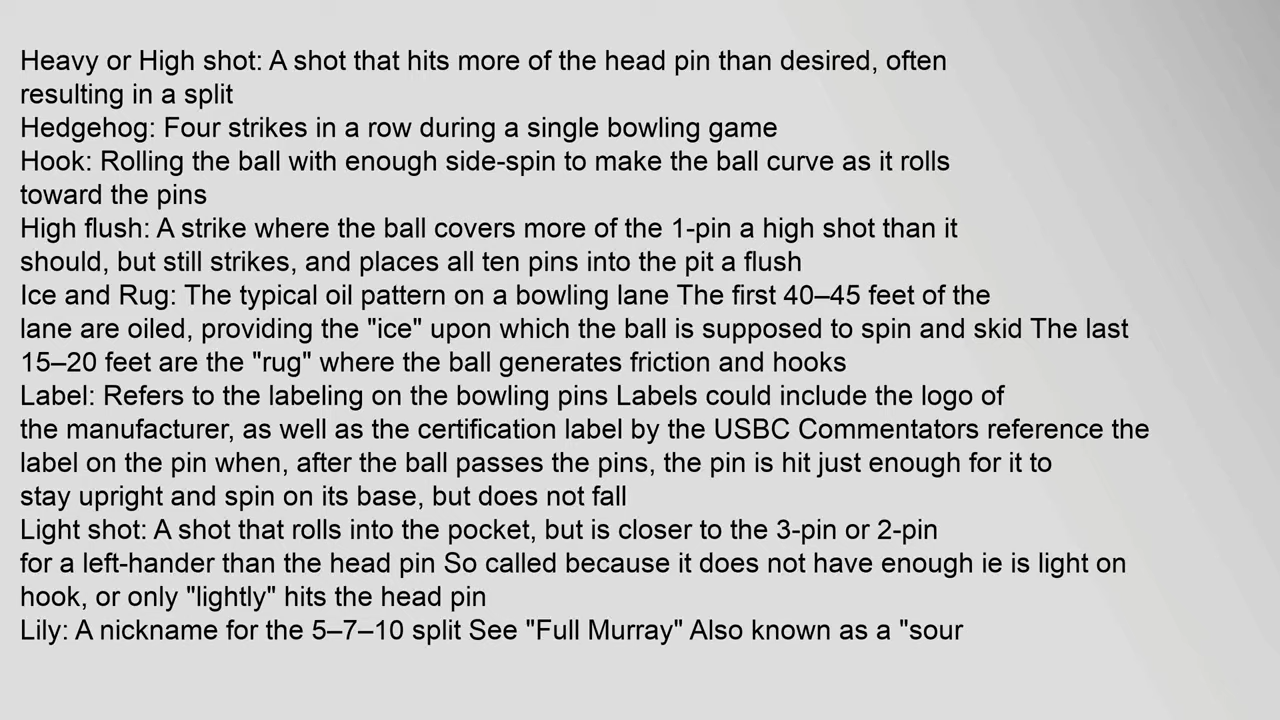 Heavy or High shot: A shot that hits more of the head pin than desired, often
resulting in a split
Hedgehog: Four strikes in a row during a single bowling game
Hook: Rolling the ball with enough side-spin to make the ball curve as it rolls
toward the pins
High flush: A strike where the ball covers more of the 1-pin a high shot than it
should, but still strikes, and places all ten pins into the pit a flush
Ice and Rug: The typical oil pattern on a bowling lane The first 40–45 feet of the
lane are oiled, providing the "ice" upon which the ball is supposed to spin and skid The last
15–20 feet are the "rug" where the ball generates friction and hooks
Label: Refers to the labeling on the bowling pins Labels could include the logo of
the manufacturer, as well as the certification label by the USBC Commentators reference the
label on the pin when, after the ball passes the pins, the pin is hit just enough for it to
stay upright and spin on its base, but does not fall
Light shot: A shot that rolls into the pocket, but is closer to the 3-pin or 2-pin
for a left-hander than the head pin So called because it does not have enough ie is light on
hook, or only "lightly" hits the head pin
Lily: A nickname for the 5–7–10 split See "Full Murray" Also known as a "sour